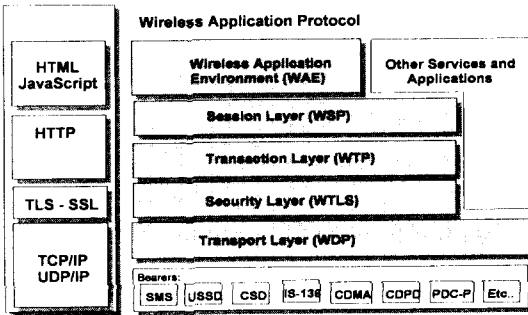 Wireless Application Protocol
HTML
JavaScript
HTTP
TLS - SSL
TCP/IP
UDP/IP
Wireless Application
Environment (WAE)
Other Services and
Applications
Session Layer (WSP)
Transaction Layer (WTP)
Security Layer (WTLS)
Transport Layer (WDP)
Bearers:
SMS USSD CSD IS-136 CDMA CDPD PDC-P Etc..